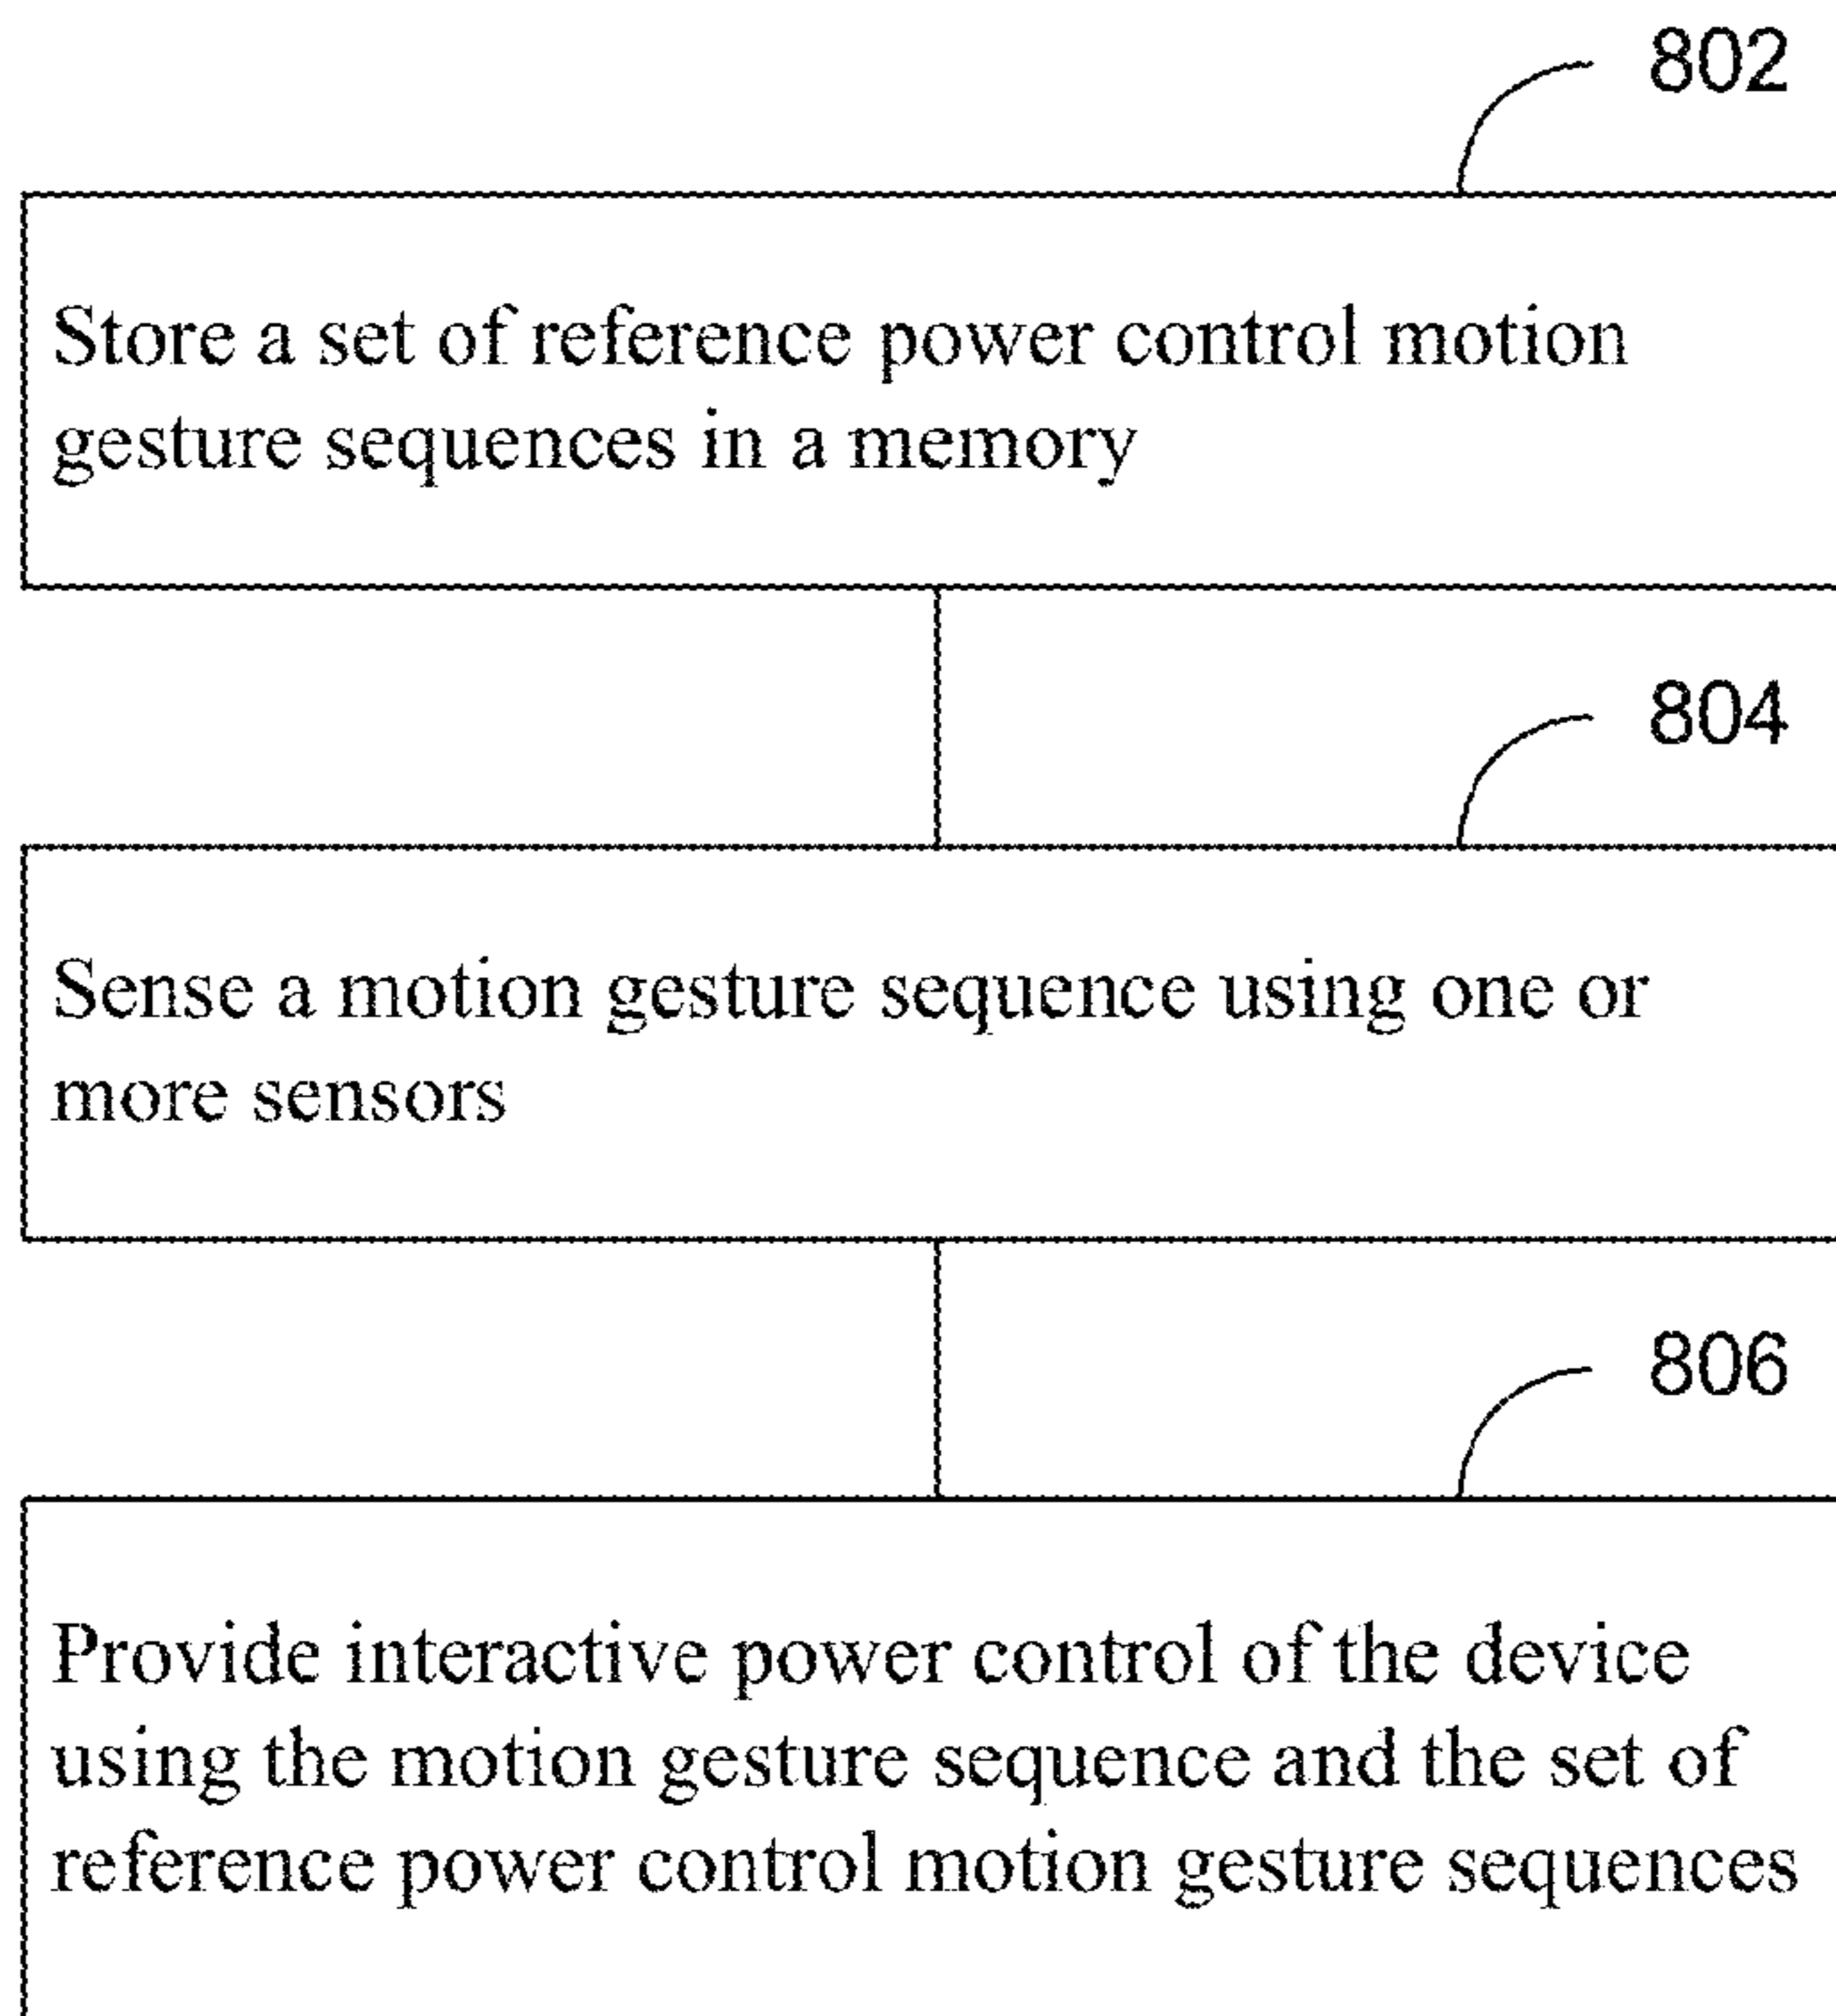 802
Store a set of reference power control motion
gesture sequences in a memory
804
Sense a motion gesture sequence using one or
more sensors
806
Provide interactive power control of the device
using the motion gesture sequence and the set of
reference power control motion gesture sequences